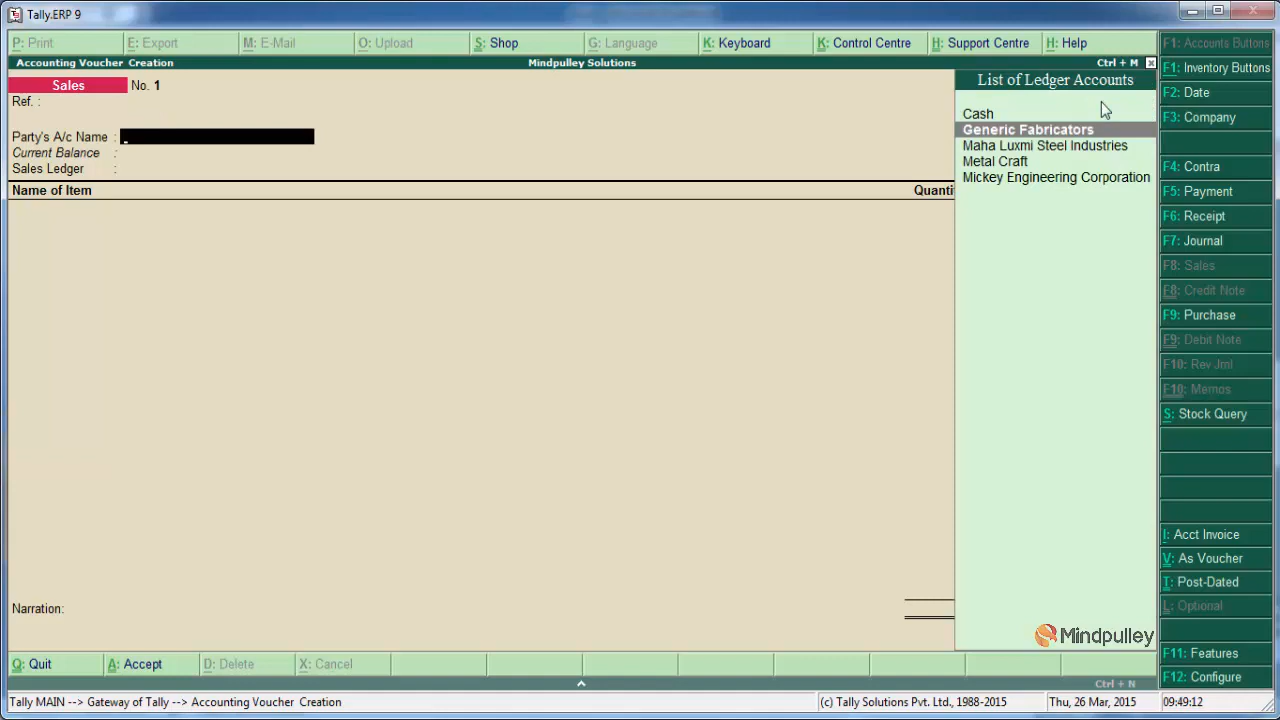 Tally.ERP 9
P: Print E: Export M: E-Mail O: Upload S: Shop G: Language K: Keyboard K: Control Centre H: Support Centre H: Help
Accounting Voucher Creation Mindpulley Solutions Ctrl + M x
Sales No. 1
Ref. :
Party's A/c Name :
Current Balance :
Sales Ledger :
Name of Item Quanti
Narration:
List of Ledger Accounts
Cash
Generic Fabricators
Maha Luxmi Steel Industries
Metal Craft
Mickey Engineering Corporation
Mindpulley
F1: Accounts Buttons
F1: Inventory Buttons
F2: Date
F3: Company
F4: Contra
F5: Payment
F6: Receipt
F7: Journal
F8: Sales
F8: Credit Note
F9: Purchase
F9: Debit Note
F10: Rev Jrnl
F10: Memos
S: Stock Query
I: Acct Invoice
V: As Voucher
T: Post-Dated
L: Optional
F11: Features
F12: Configure
Q: Quit A: Accept D: Delete X: Cancel
Ctrl + N
Tally MAIN --> Gateway of Tally --> Accounting Voucher Creation (c) Tally Solutions Pvt. Ltd., 1988-2015 Thu, 26 Mar, 2015 09:49:12